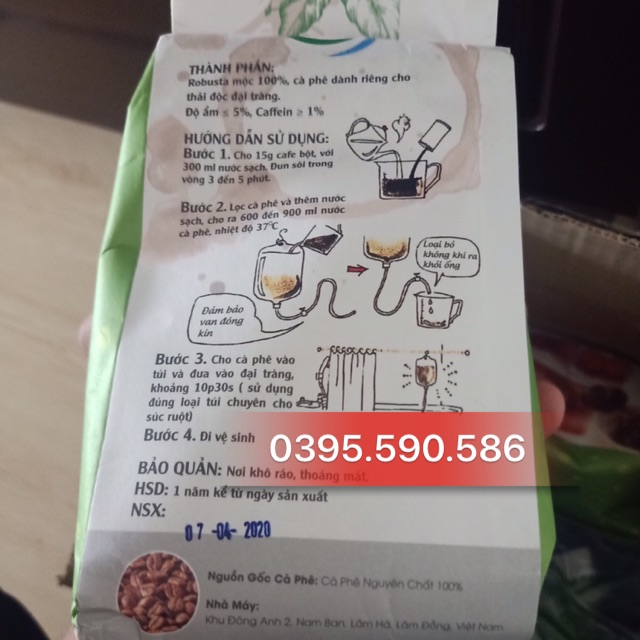 THÀNH PHẦN:
Robusta mộc 100%, cà phê dành riêng cho
thải độc đại tràng.
Độ ẩm ≤ 5%, Caffein ≥ 1%
HƯỚNG DẪN SỬ DỤNG:
Bước 1. Cho 15g cafe bột, với
300 ml nước sạch. Đun sôi trong
vòng 3 đến 5 phút.
Bước 2. Lọc cà phê và thêm nước
sạch, cho ra 600 đến 900 ml nước
cà phê, nhiệt độ 37°C
Loại bỏ
không khí ra
khỏi ống
Đảm bảo
van đóng
kín
Bước 3. Cho cà phê vào
túi và đưa vào đại tràng,
khoảng 10p30s ( sử dụng
đúng loại túi chuyên cho
súc ruột)
Bước 4. Đi vệ sinh
0395.590.586
BẢO QUẢN: Nơi khô ráo, thoáng mát.
HSD: 1 năm kể từ ngày sản xuất
NSX:
07 -04- 2020
Nguồn Gốc Cà Phê: Cà Phê Nguyên Chất 100%
Nhà Máy:
Khu Đông Anh 2, Nam Ban, Lâm Hà, Lâm Đồng, Việt Nam